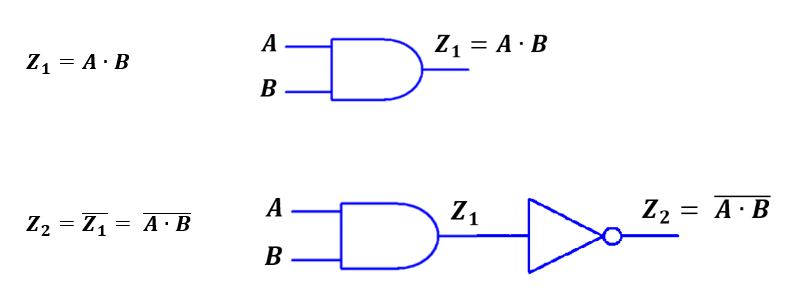 Z₁ = A · B
A
B
Z₁ = A · B
Z₂ = Z̅₁̅ = A̅ ̅·̅ ̅B̅
A
B
Z₁
Z₂ = A̅ ̅·̅ ̅B̅